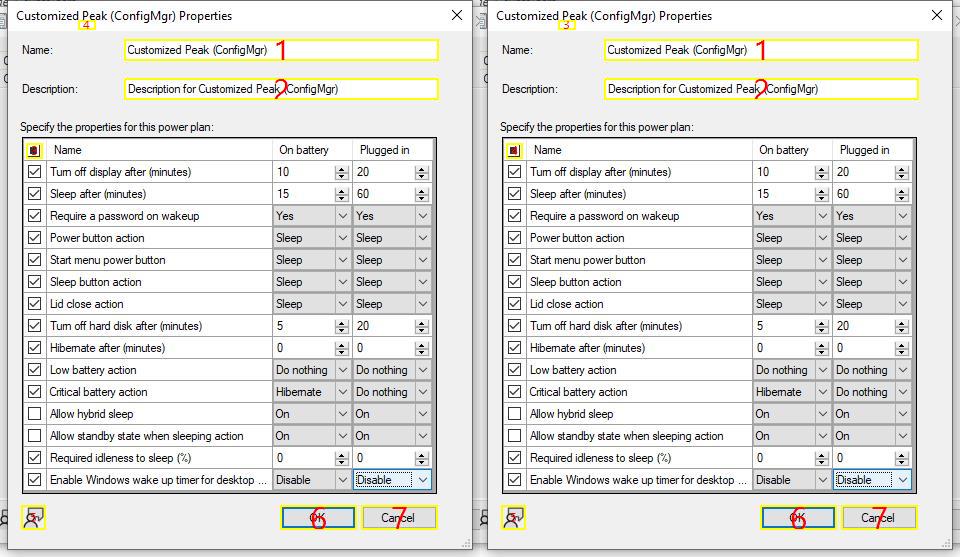 Customized Peak (ConfigMgr) Properties
4
Name:
Customized Peak (ConfigMgr)
1
Description:
Description for Customized Peak (ConfigMgr)
2
Specify the properties for this power plan:
Name On battery Plugged in
Turn off display after (minutes) 10 20
Sleep after (minutes) 15 60
Require a password on wakeup Yes Yes
Power button action Sleep Sleep
Start menu power button Sleep Sleep
Sleep button action Sleep Sleep
Lid close action Sleep Sleep
Turn off hard disk after (minutes) 5 20
Hibernate after (minutes) 0 0
Low battery action Do nothing Do nothing
Critical battery action Hibernate Do nothing
Allow hybrid sleep On On
Allow standby state when sleeping action On On
Required idleness to sleep (%) 0 0
Enable Windows wake up timer for desktop ... Disable Disable
OK 6 Cancel 7
Customized Peak (ConfigMgr) Properties
3
Name:
Customized Peak (ConfigMgr)
1
Description:
Description for Customized Peak (ConfigMgr)
2
Specify the properties for this power plan:
Name On battery Plugged in
Turn off display after (minutes) 10 20
Sleep after (minutes) 15 60
Require a password on wakeup Yes Yes
Power button action Sleep Sleep
Start menu power button Sleep Sleep
Sleep button action Sleep Sleep
Lid close action Sleep Sleep
Turn off hard disk after (minutes) 5 20
Hibernate after (minutes) 0 0
Low battery action Do nothing Do nothing
Critical battery action Hibernate Do nothing
Allow hybrid sleep On On
Allow standby state when sleeping action On On
Required idleness to sleep (%) 0 0
Enable Windows wake up timer for desktop ... Disable Disable
OK 6 Cancel 7